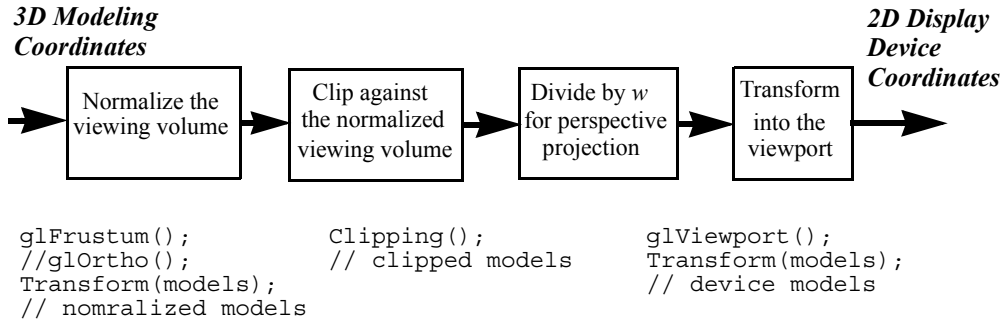 3D Modeling
Coordinates
2D Display
Device
Coordinates
Normalize the
viewing volume
Clip against
the normalized
viewing volume
Divide by w
for perspective
projection
Transform
into the
viewport
glFrustum();
//glOrtho();
Transform(models);
// nomralized models
Clipping();
// clipped models
glViewport();
Transform(models);
// device models